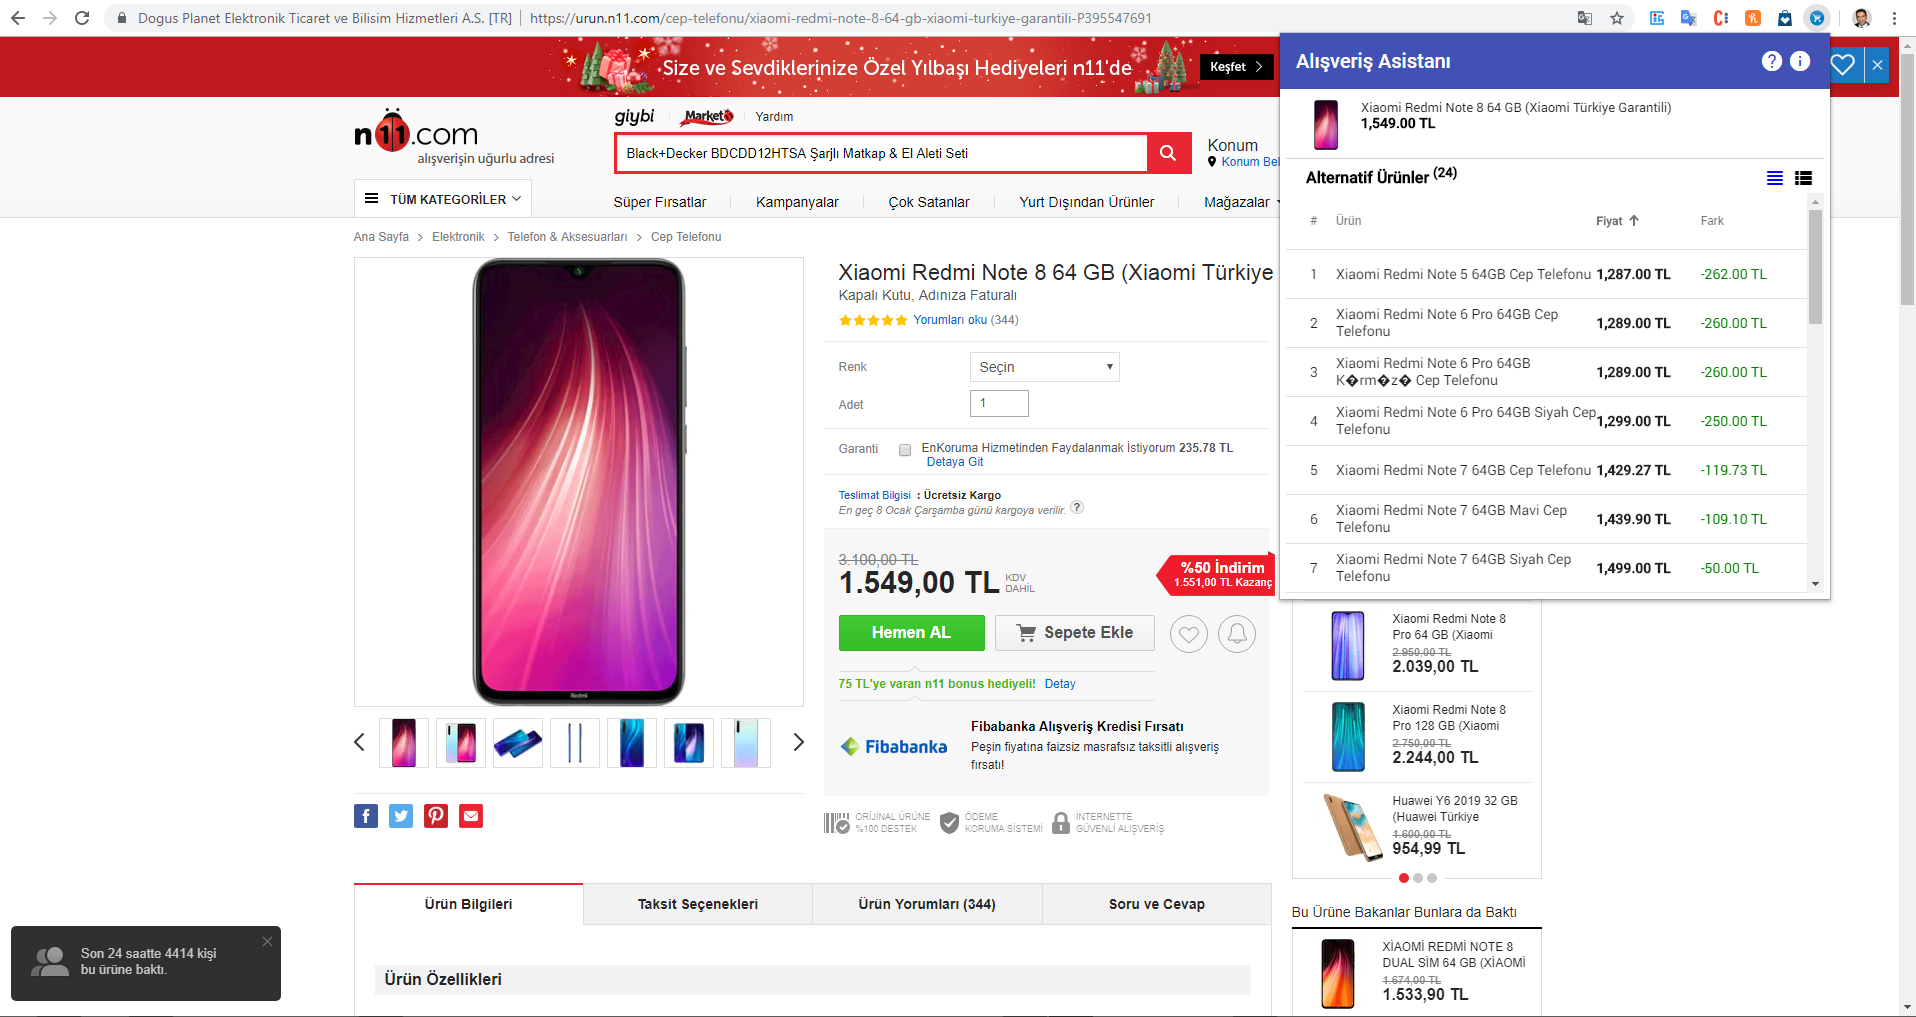 Dogus Planet Elektronik Ticaret ve Bilisim Hizmetleri A.S. [TR] | https://urun.n11.com/cep-telefonu/xiaomi-redmi-note-8-64-gb-xiaomi-turkiye-garantili-P395547691
Size ve Sevdiklerinize Özel Yılbaşı Hediyeleri n11'de
Keşfet
n11.com
alışverişin uğurlu adresi
giybi
Market
Yardım
Black+Decker BDCDD12HTSA Şarjlı Matkap & El Aleti Seti
Konum
Konum Bel
TÜM KATEGORİLER
Süper Fırsatlar
Kampanyalar
Çok Satanlar
Yurt Dışından Ürünler
Mağazalar
Ana Sayfa > Elektronik > Telefon & Aksesuarları > Cep Telefonu
Redmi
Xiaomi Redmi Note 8 64 GB (Xiaomi Türkiye
Kapalı Kutu, Adınıza Faturalı
Yorumları oku (344)
Renk
Seçin
Adet
1
Garanti
EnKoruma Hizmetinden Faydalanmak İstiyorum 235.78 TL
Detaya Git
Teslimat Bilgisi : Ücretsiz Kargo
En geç 8 Ocak Çarşamba günü kargoya verilir. ?
3.100,00 TL
1.549,00 TL
KDV
DAHİL
%50 İndirim
1.551,00 TL Kazanç
Hemen AL
Sepete Ekle
75 TL'ye varan n11 bonus hediyeli! Detay
Fibabanka
Fibabanka Alışveriş Kredisi Fırsatı
Peşin fiyatına faizsiz masrafsız taksitli alışveriş
fırsatı!
ORİJİNAL ÜRÜNE
%100 DESTEK
ÖDEME
KORUMA SİSTEMİ
İNTERNETTE
GÜVENLİ ALIŞVERİŞ
Ürün Bilgileri
Taksit Seçenekleri
Ürün Yorumları (344)
Soru ve Cevap
Ürün Özellikleri
Son 24 saatte 4414 kişi
bu ürüne baktı.
Alışveriş Asistanı
Xiaomi Redmi Note 8 64 GB (Xiaomi Türkiye Garantili)
1,549.00 TL
Alternatif Ürünler (24)
# Ürün Fiyat Fark
1 Xiaomi Redmi Note 5 64GB Cep Telefonu 1,287.00 TL -262.00 TL
2 Xiaomi Redmi Note 6 Pro 64GB Cep
Telefonu 1,289.00 TL -260.00 TL
3 Xiaomi Redmi Note 6 Pro 64GB
K�rm�z� Cep Telefonu 1,289.00 TL -260.00 TL
4 Xiaomi Redmi Note 6 Pro 64GB Siyah Cep
Telefonu 1,299.00 TL -250.00 TL
5 Xiaomi Redmi Note 7 64GB Cep Telefonu 1,429.27 TL -119.73 TL
6 Xiaomi Redmi Note 7 64GB Mavi Cep
Telefonu 1,439.90 TL -109.10 TL
7 Xiaomi Redmi Note 7 64GB Siyah Cep
Telefonu 1,499.00 TL -50.00 TL
Xiaomi Redmi Note 8
Pro 64 GB (Xiaomi
2.950,00 TL
2.039,00 TL
Xiaomi Redmi Note 8
Pro 128 GB (Xiaomi
2.750,00 TL
2.244,00 TL
Huawei Y6 2019 32 GB
(Huawei Türkiye
1.600,00 TL
954,99 TL
Bu Ürüne Bakanlar Bunlara da Baktı
XİAOMİ REDMİ NOTE 8
DUAL SİM 64 GB (XİAOMİ
1.674,00 TL
1.533,90 TL